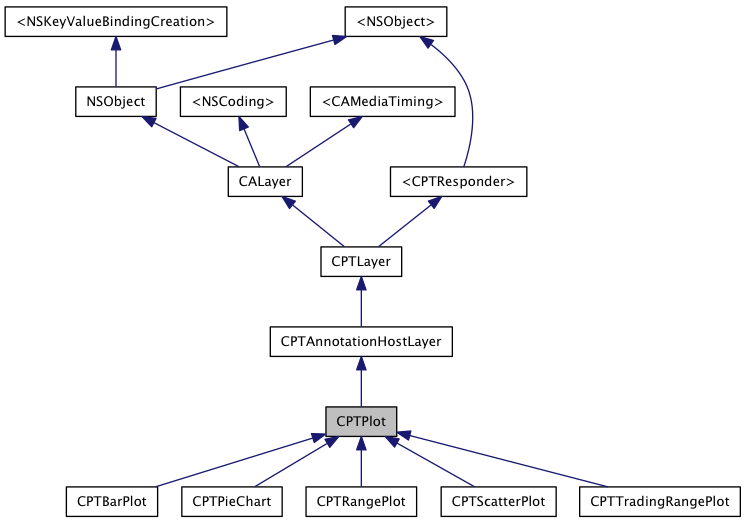 <NSKeyValueBindingCreation>
<NSObject>
NSObject
<NSCoding>
<CAMediaTiming>
CALayer
<CPTResponder>
CPTLayer
CPTAnnotationHostLayer
CPTPlot
CPTBarPlot
CPTPieChart
CPTRangePlot
CPTScatterPlot
CPTTradingRangePlot